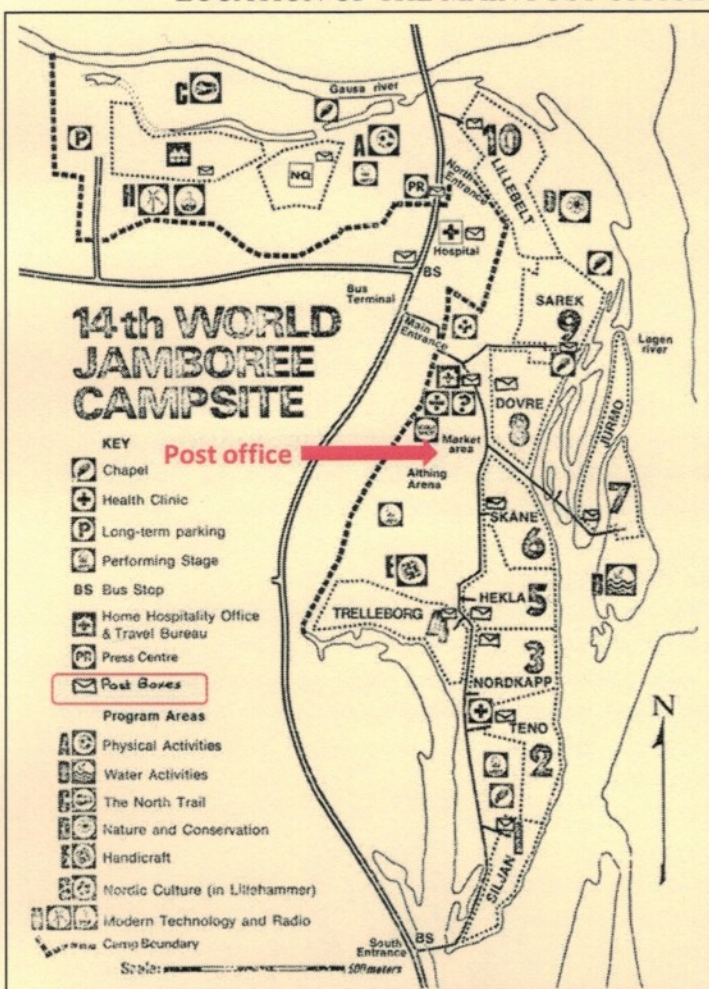 C
Gausa river
P
A
10
HQ
LILLEBELT
H
PR
North
Entrance
Hospital
BS
Bus
Terminal
SAREK
9
Lagen
river
14th WORLD
JAMBOREE
CAMPSITE
Main
Entrance
DOVRE
8
JURMO
?
Market
area
Post office
Althing
Arena
KEY
Chapel
Health Clinic
P Long-term parking
Performing Stage
BS Bus Stop
Home Hospitality Office
& Travel Bureau
PR Press Centre
Post Boxes
Program Areas
A Physical Activities
Water Activities
C The North Trail
Nature and Conservation
Handicraft
Nordic Culture (in Lillehammer)
Modern Technology and Radio
Camp Boundary
Scale: 500 meters
7
SKANE
6
HEKLA
5
TRELLEBORG
3
NORDKAPP
TENO
2
SILJAN
N
South
Entrance
BS